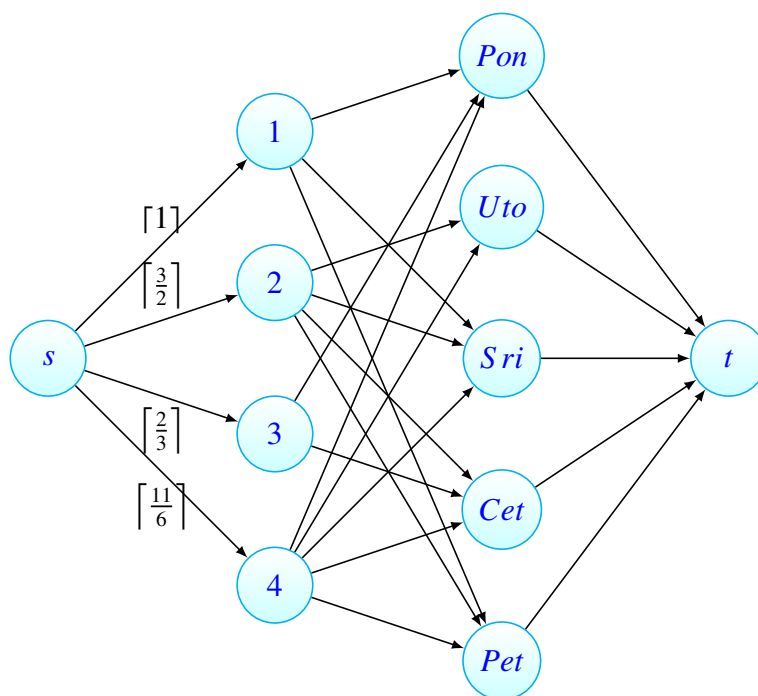 Pon
1
Uto
⌈1⌉
⌈3/2⌉
2
s
Sri
t
3
⌈2/3⌉
⌈11/6⌉
Cet
4
Pet